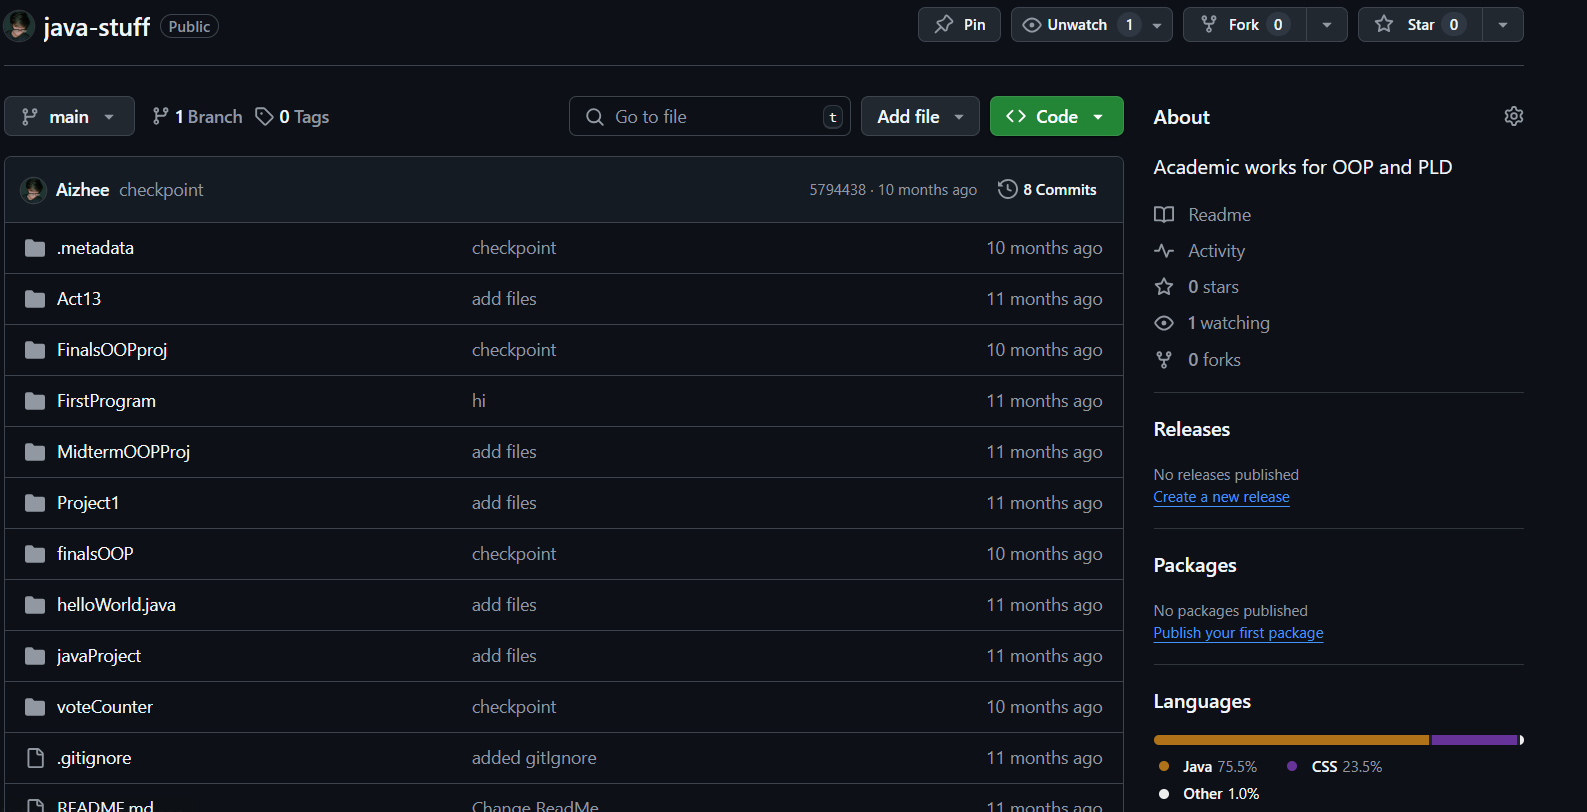 java-stuff Public Pin Unwatch 1 Fork 0 Star 0
main 1 Branch 0 Tags Go to file t Add file Code
Aizhee checkpoint 5794438 · 10 months ago 8 Commits
.metadata checkpoint 10 months ago
Act13 add files 11 months ago
FinalsOOPproj checkpoint 10 months ago
FirstProgram hi 11 months ago
MidtermOOPProj add files 11 months ago
Project1 add files 11 months ago
finalsOOP checkpoint 10 months ago
helloWorld.java add files 11 months ago
javaProject add files 11 months ago
voteCounter checkpoint 10 months ago
.gitignore added gitIgnore 11 months ago
README.md Change ReadMe 11 months ago
About
Academic works for OOP and PLD
Readme
Activity
0 stars
1 watching
0 forks
Releases
No releases published
Create a new release
Packages
No packages published
Publish your first package
Languages
Java 75.5% CSS 23.5%
Other 1.0%